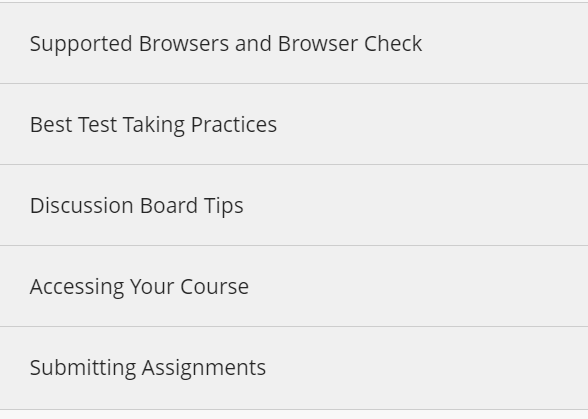 Supported Browsers and Browser Check
Best Test Taking Practices
Discussion Board Tips
Accessing Your Course
Submitting Assignments